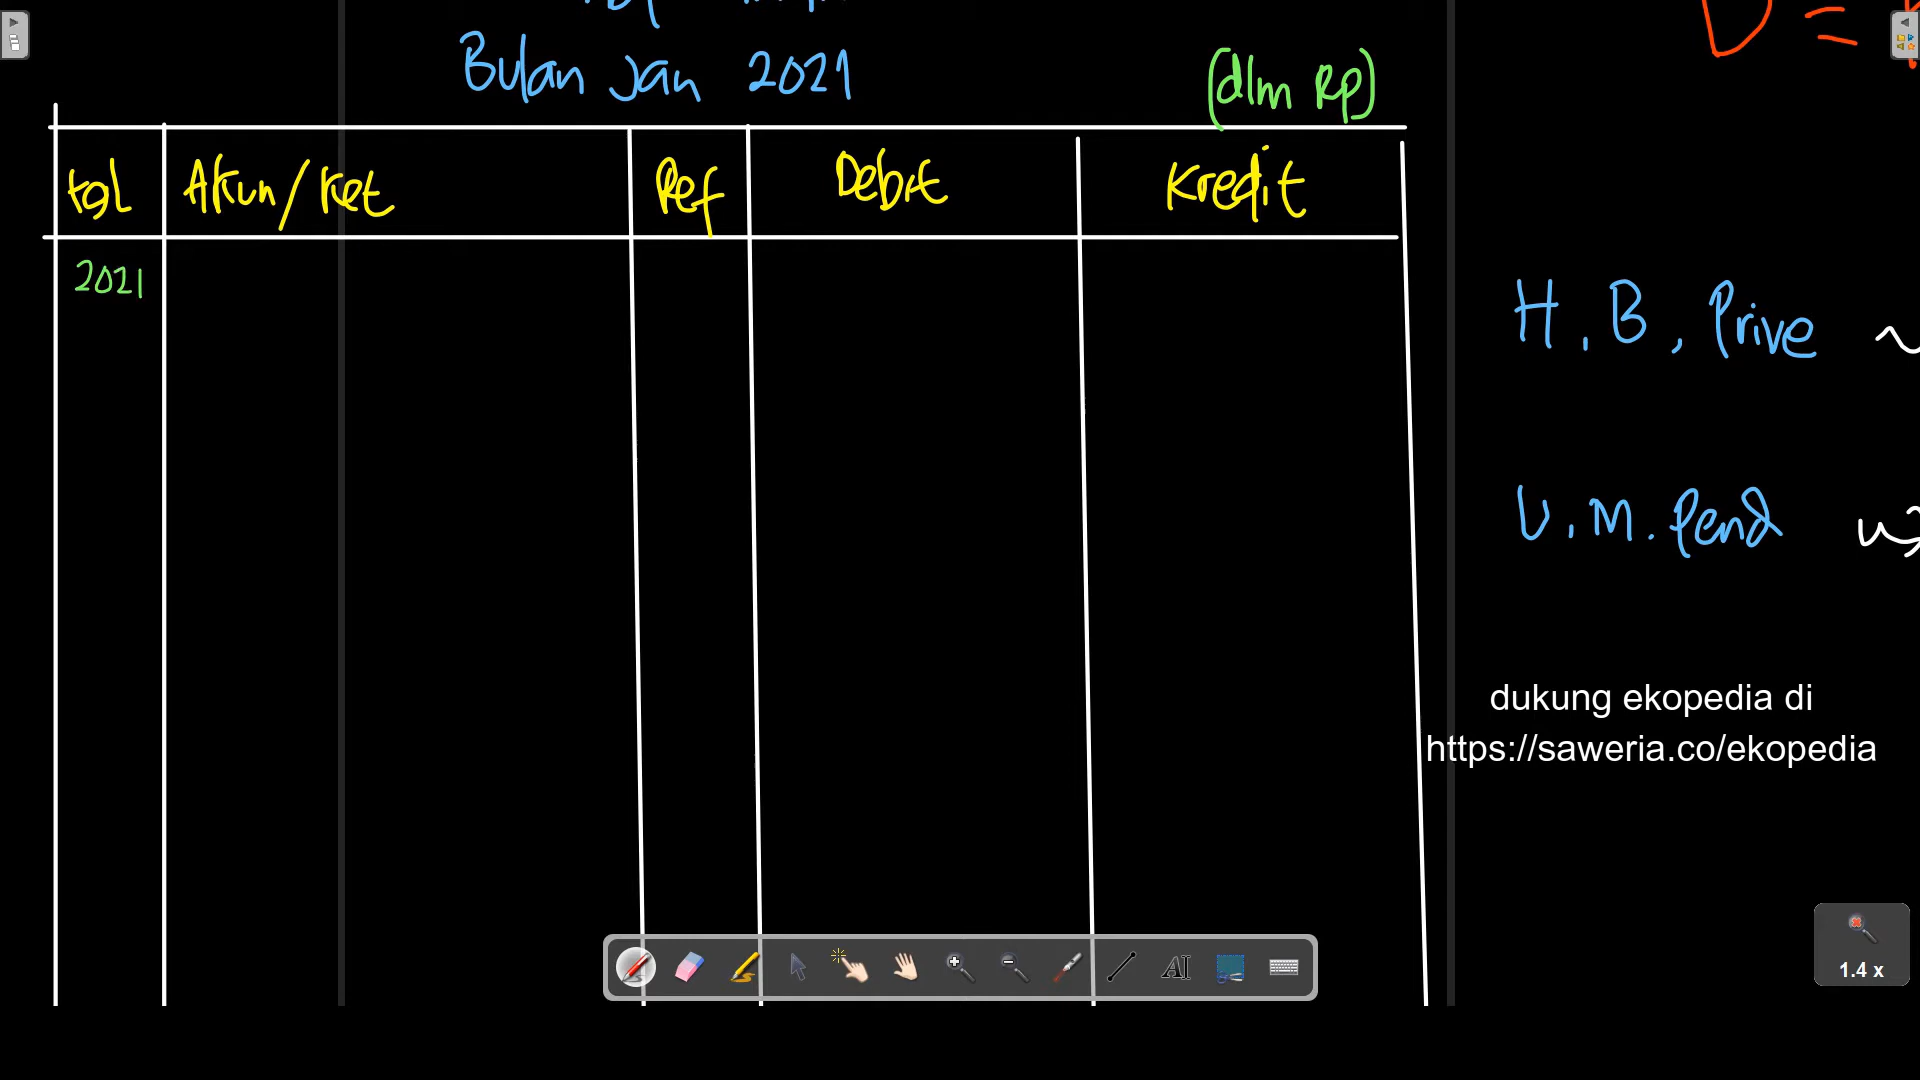 Bulan Jan 2021
(dlm Rp)
tgl Akun/ket Ref Debit Kredit
2021
H, B, Prive
U, M. Pend
dukung ekopedia di
https://saweria.co/ekopedia
AI
1.4 x